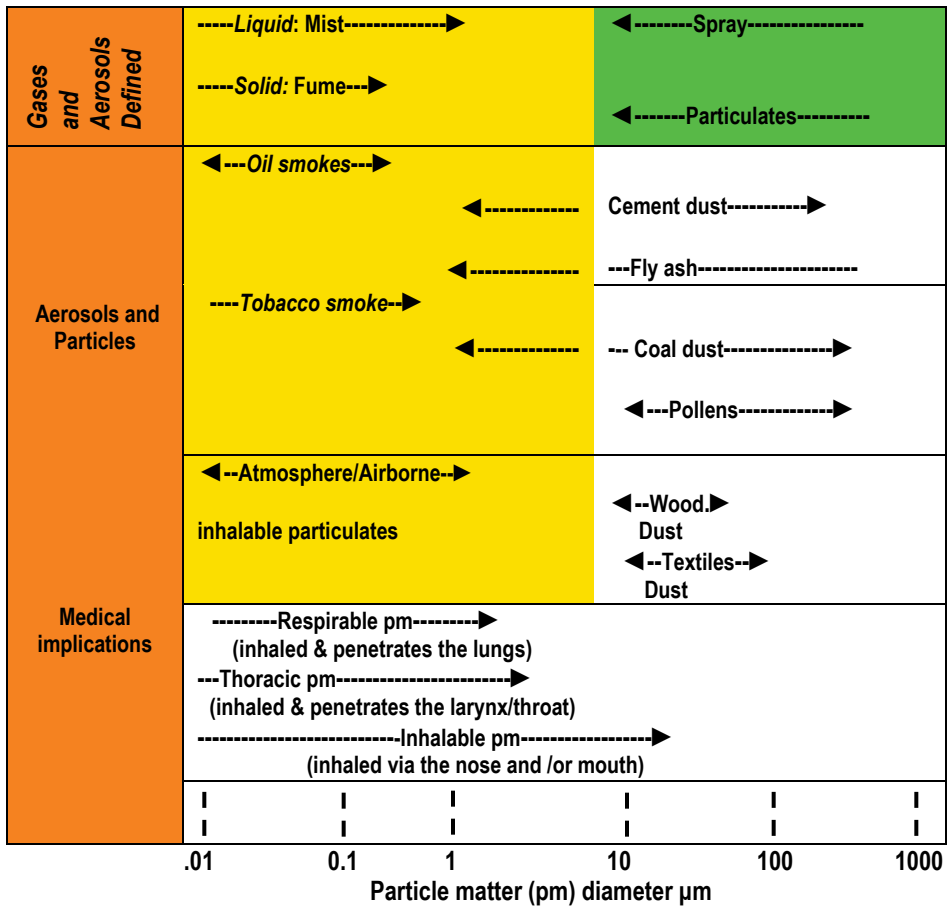 Gases
and
Aerosols
Defined
-----Liquid: Mist--------------►
◄--------Spray----------------
-----Solid: Fume---►
◄-------Particulates----------
Aerosols and
Particles
◄---Oil smokes---►
◄-------------
Cement dust-----------►
◄------------
---Fly ash----------------------
----Tobacco smoke--►
◄-------------
--- Coal dust---------------►
◄---Pollens-------------►
Medical
implications
◄--Atmosphere/Airborne--►
inhalable particulates
◄--Wood.►
Dust
◄--Textiles--►
Dust
---------Respirable pm---------►
(inhaled & penetrates the lungs)
---Thoracic pm------------------------►
(inhaled & penetrates the larynx/throat)
----------------------------Inhalable pm------------------►
(inhaled via the nose and /or mouth)
.01 0.1 1 10 100 1000
Particle matter (pm) diameter µm